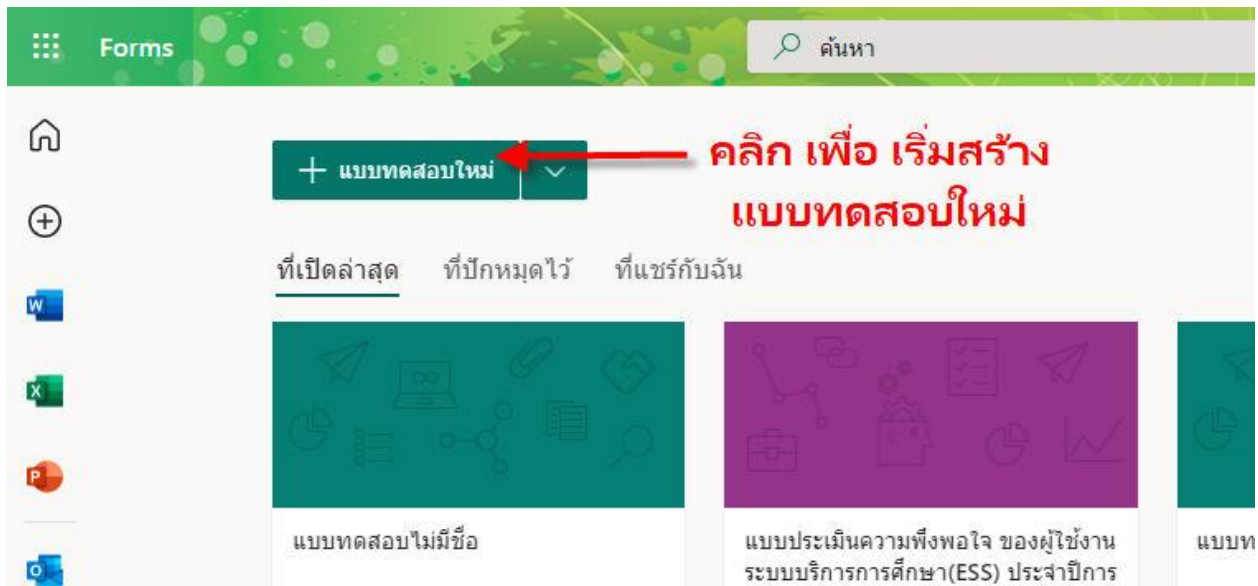 Forms
ค้นหา
+ แบบทดสอบใหม่
คลิก เพื่อ เริ่มสร้าง
แบบทดสอบใหม่
ที่เปิดล่าสุด ที่ปักหมุดไว้ ที่แชร์กับฉัน
แบบทดสอบไม่มีชื่อ
แบบประเมินความพึงพอใจ ของผู้ใช้งาน
ระบบบริการการศึกษา(ESS) ประจำปีการ
แบบท